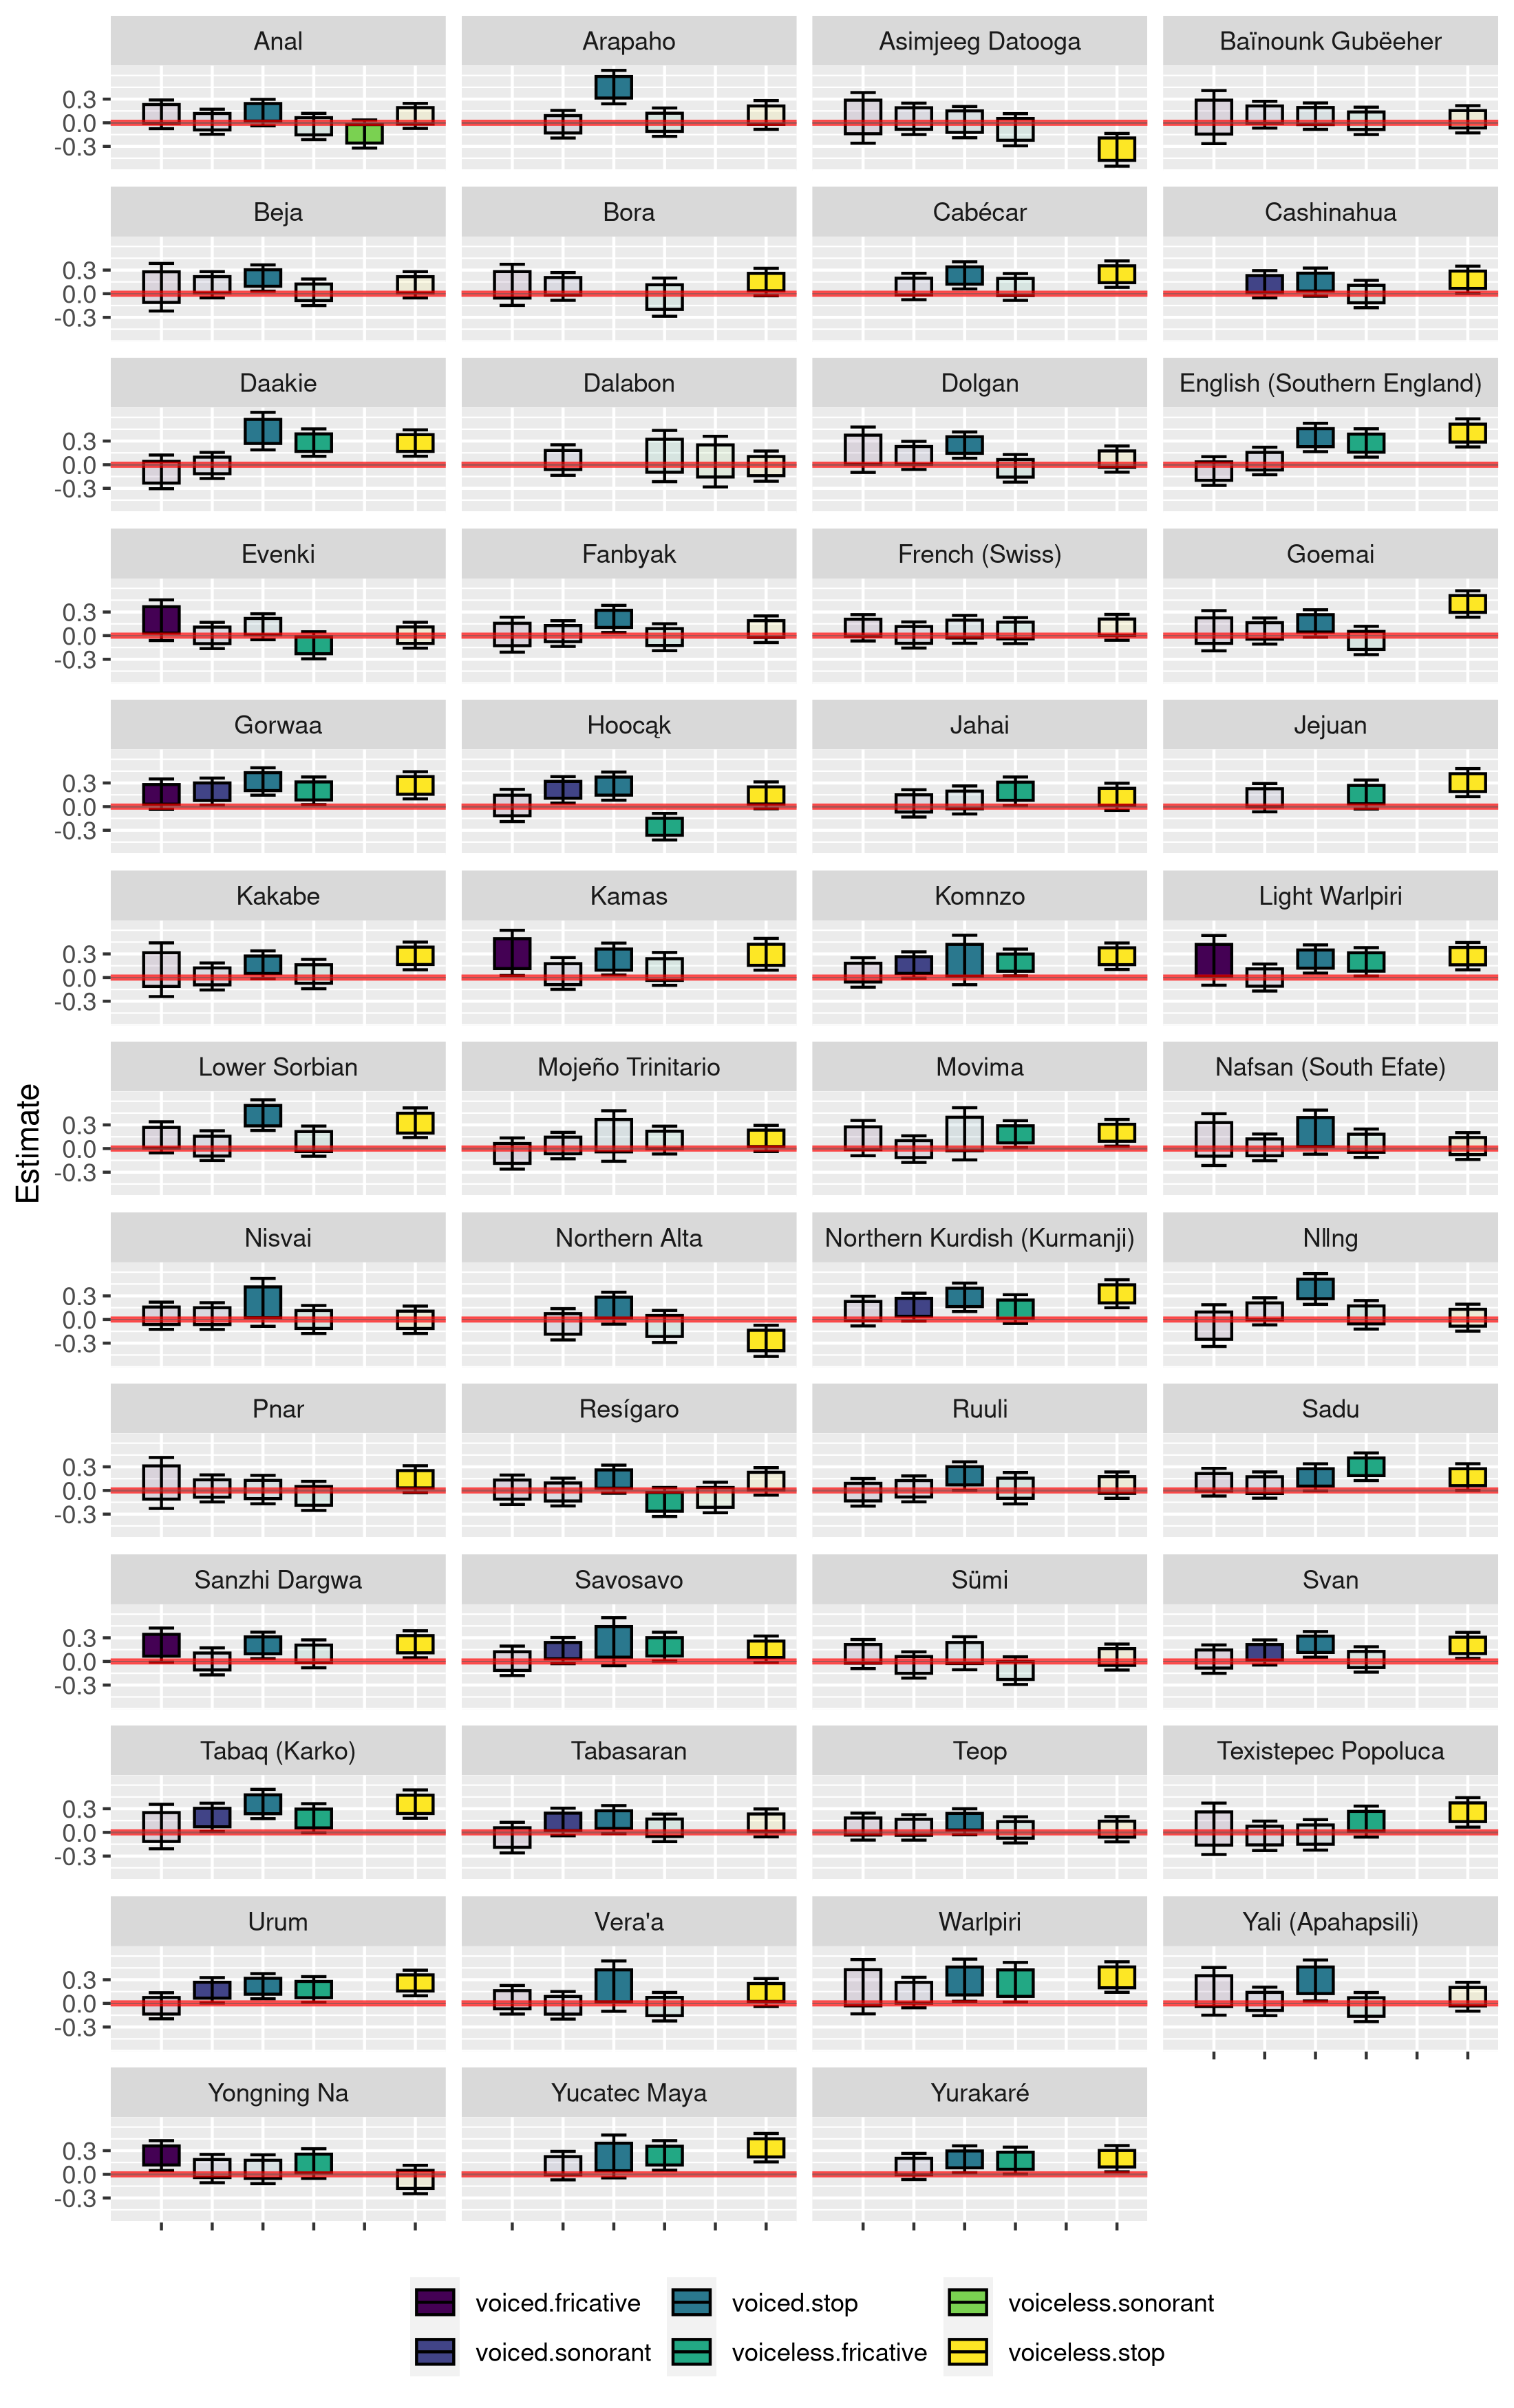 Anal Arapaho Asimjeeg Datooga Baïnounk Gubëeher
0.3
0.0
-0.3
Beja Bora Cabécar Cashinahua
0.3
0.0
-0.3
Daakie Dalabon Dolgan English (Southern England)
0.3
0.0
-0.3
Evenki Fanbyak French (Swiss) Goemai
0.3
0.0
-0.3
Gorwaa Hoocąk Jahai Jejuan
0.3
0.0
-0.3
Kakabe Kamas Komnzo Light Warlpiri
0.3
0.0
-0.3
Lower Sorbian Mojeño Trinitario Movima Nafsan (South Efate)
0.3
0.0
-0.3
Estimate
Nisvai Northern Alta Northern Kurdish (Kurmanji) Nǁng
0.3
0.0
-0.3
Pnar Resígaro Ruuli Sadu
0.3
0.0
-0.3
Sanzhi Dargwa Savosavo Sümi Svan
0.3
0.0
-0.3
Tabaq (Karko) Tabasaran Teop Texistepec Popoluca
0.3
0.0
-0.3
Urum Vera'a Warlpiri Yali (Apahapsili)
0.3
0.0
-0.3
Yongning Na Yucatec Maya Yurakaré
0.3
0.0
-0.3
voiced.fricative voiced.stop voiceless.sonorant
voiced.sonorant voiceless.fricative voiceless.stop